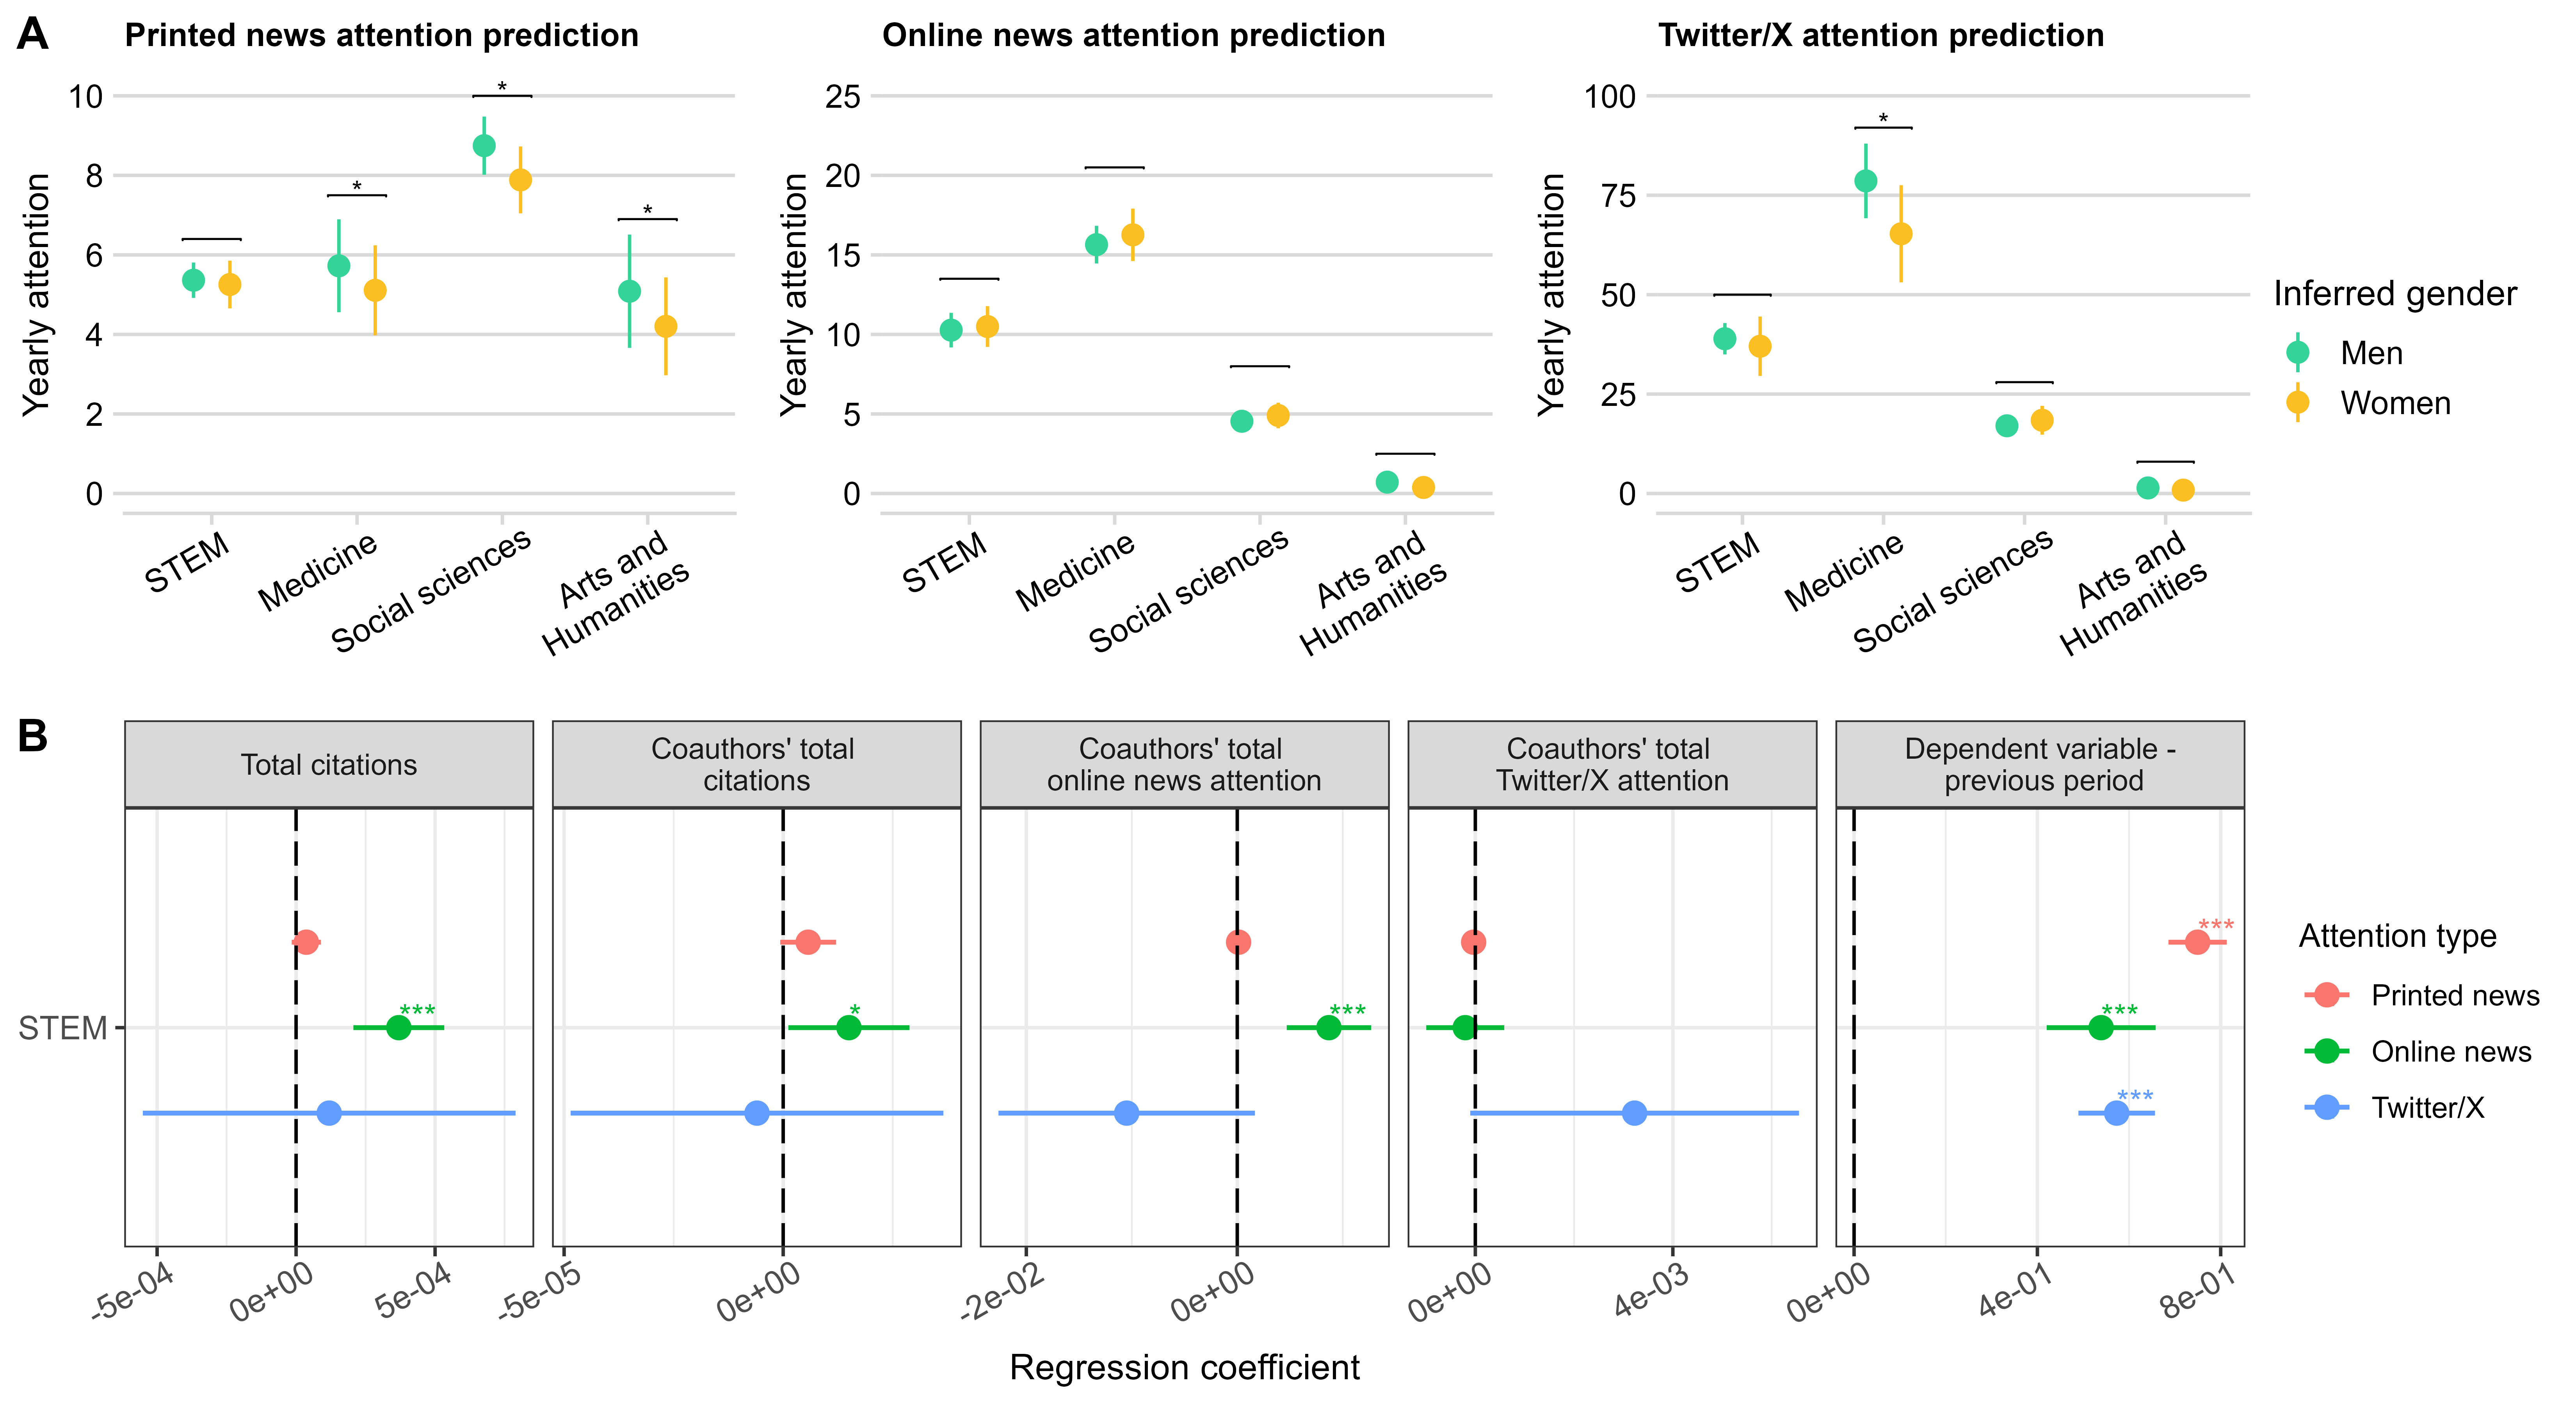 A
Printed news attention prediction
Online news attention prediction
Twitter/X attention prediction
Yearly attention
10
8
6
4
2
0
*
*
*
STEM
Medicine
Social sciences
Arts and
Humanities
Yearly attention
25
20
15
10
5
0
STEM
Medicine
Social sciences
Arts and
Humanities
Yearly attention
100
75
50
25
0
*
STEM
Medicine
Social sciences
Arts and
Humanities
Inferred gender
Men
Women
B
Total citations
Coauthors' total
citations
Coauthors' total
online news attention
Coauthors' total
Twitter/X attention
Dependent variable -
previous period
STEM
***
*
***
***
***
***
-5e-04
0e+00
5e-04
-5e-05
0e+00
-2e-02
0e+00
0e+00
4e-03
0e+00
4e-01
8e-01
Regression coefficient
Attention type
Printed news
Online news
Twitter/X